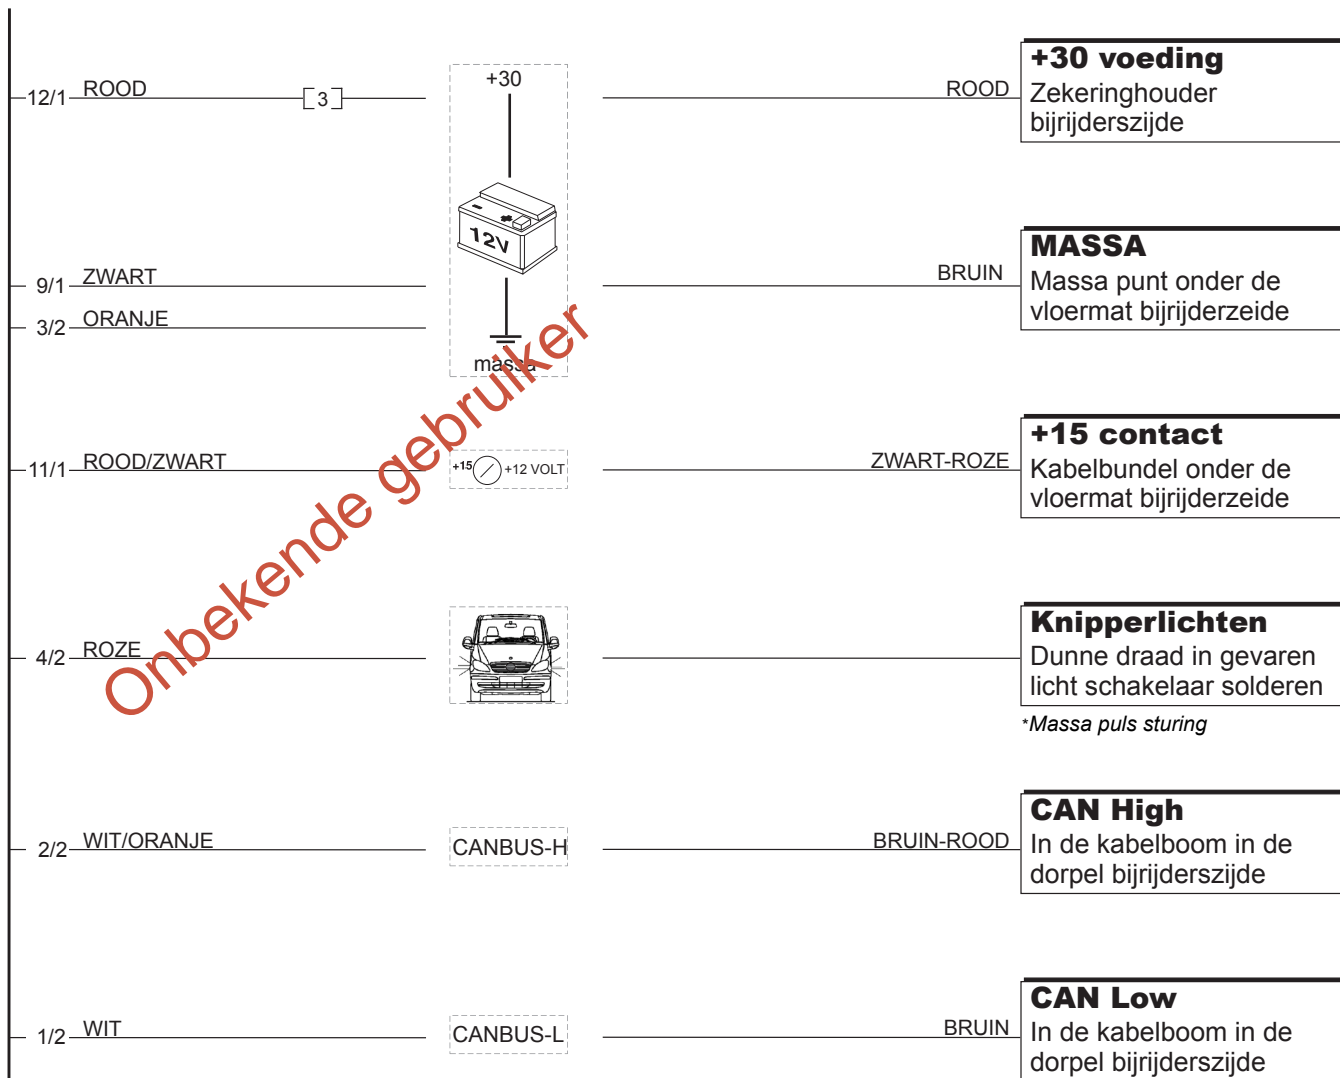 12/1 ROOD [ 3 ] +30 ROOD
+30 voeding
Zekeringhouder
bijrijderszijde
12V
9/1 ZWART BRUIN
3/2 ORANJE
massa
MASSA
Massa punt onder de
vloermat bijrijderzeide
11/1 ROOD/ZWART +15 +12 VOLT ZWART-ROZE
+15 contact
Kabelbundel onder de
vloermat bijrijderzeide
Onbekende gebruiker
4/2 ROZE
Knipperlichten
Dunne draad in gevaren
licht schakelaar solderen
*Massa puls sturing
2/2 WIT/ORANJE CANBUS-H BRUIN-ROOD
CAN High
In de kabelboom in de
dorpel bijrijderszijde
1/2 WIT CANBUS-L BRUIN
CAN Low
In de kabelboom in de
dorpel bijrijderszijde